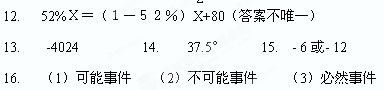 2
12. 52%X=(1-52%)X+80(答案不唯一)
13. -4024 14. 37.5° 15. - 6 或- 12
16. (1)可能事件 (2)不可能事件 (3)必然事件